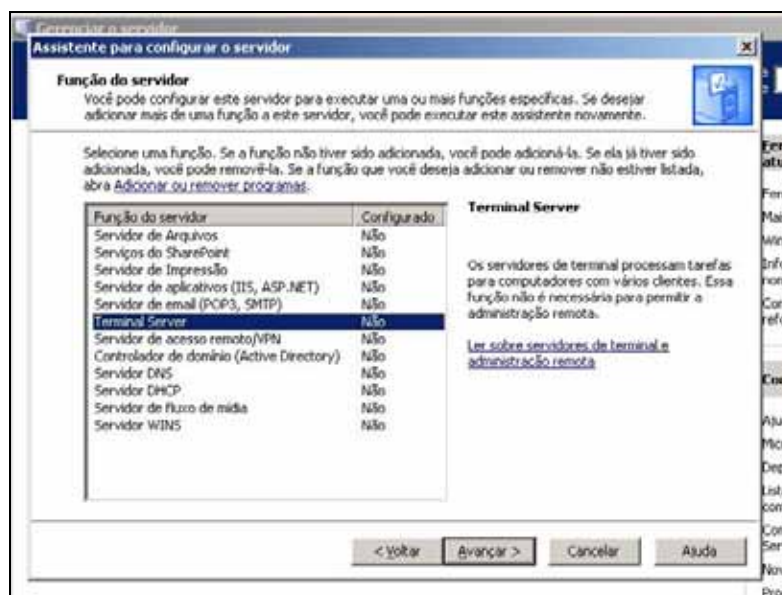 Gerenciar o servidor
Assistente para configurar o servidor
Função do servidor
Você pode configurar este servidor para executar uma ou mais funções específicas. Se desejar
adicionar mais de uma função a este servidor, você pode executar este assistente novamente.
Selecione uma função. Se a função não tiver sido adicionada, você pode adicioná-la. Se ela já tiver sido
adicionada, você pode removê-la. Se a função que você deseja adicionar ou remover não estiver listada,
abra Adicionar ou remover programas.
Função do servidor Configurado
Servidor de Arquivos Não
Serviços do SharePoint Não
Servidor de Impressão Não
Servidor de aplicativos (IIS, ASP.NET) Não
Servidor de email (POP3, SMTP) Não
Terminal Server Não
Servidor de acesso remoto/VPN Não
Controlador de domínio (Active Directory) Não
Servidor DNS Não
Servidor DHCP Não
Servidor de fluxo de mídia Não
Servidor WINS Não
Terminal Server
Os servidores de terminal processam tarefas
para computadores com vários clientes. Essa
função não é necessária para permitir a
administração remota.
Ler sobre servidores de terminal e
administração remota
< Voltar Avançar > Cancelar Ajuda